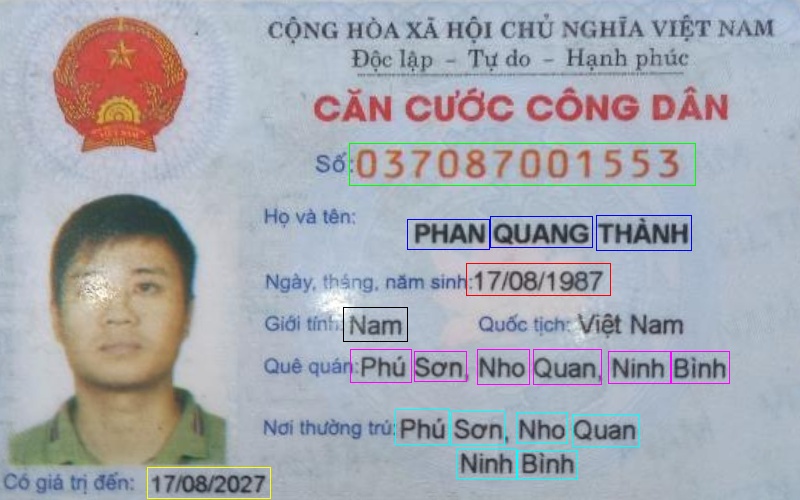 CỘNG HÒA XÃ HỘI CHỦ NGHĨA VIỆT NAM
Độc lập - Tự do - Hạnh phúc
CĂN CƯỚC CÔNG DÂN
Số: 037087001553
Họ và tên: PHAN QUANG THÀNH
Ngày, tháng, năm sinh: 17/08/1987
Giới tính: Nam Quốc tịch: Việt Nam
Quê quán: Phú Sơn, Nho Quan, Ninh Bình
Nơi thường trú: Phú Sơn, Nho Quan
Ninh Bình
Có giá trị đến: 17/08/2027
VIỆT NAM